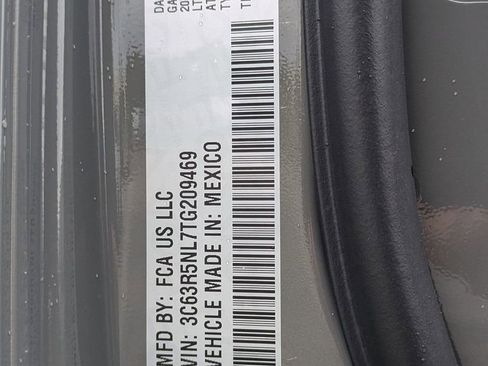 MFD BY: FCA US LLC
VIN: 3C63R5NL7TG209469
VEHICLE MADE IN: MEXICO